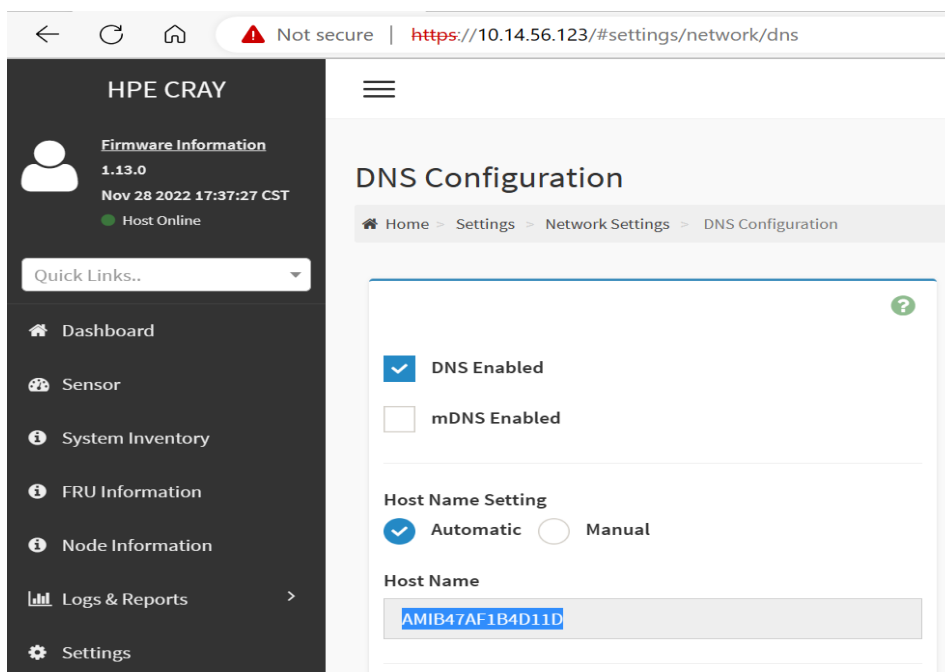 Not secure | https://10.14.56.123/#settings/network/dns
HPE CRAY
Firmware Information
1.13.0
Nov 28 2022 17:37:27 CST
Host Online
Quick Links..
Dashboard
Sensor
System Inventory
FRU Information
Node Information
Logs & Reports >
Settings
DNS Configuration
Home > Settings > Network Settings > DNS Configuration
?
DNS Enabled
mDNS Enabled
Host Name Setting
Automatic Manual
Host Name
AMIB47AF1B4D11D